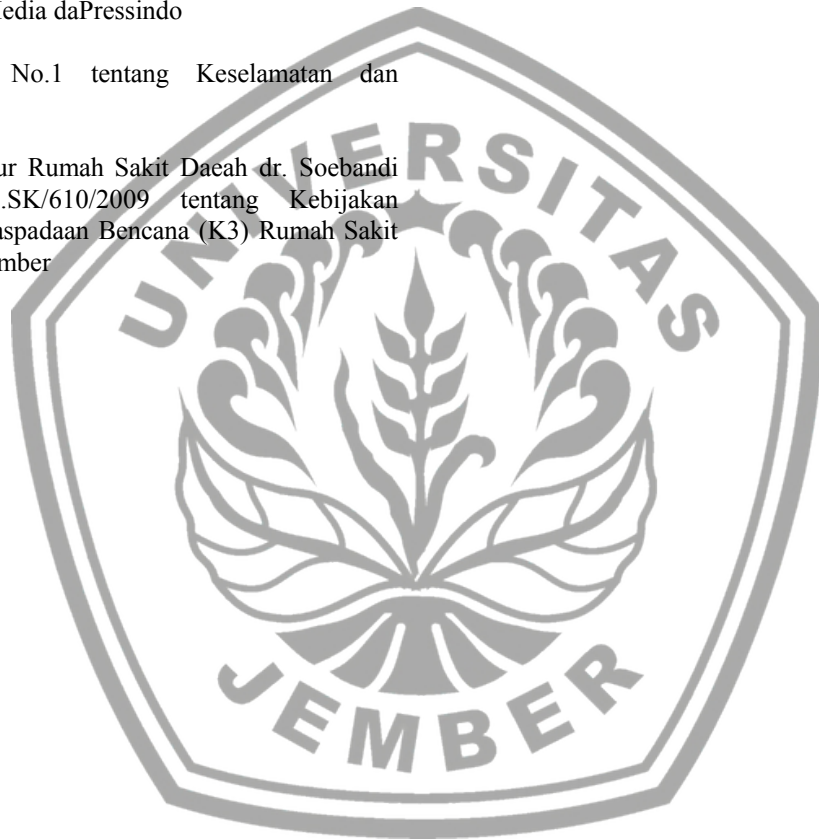 Media daPressindo
No.1 tentang Keselamatan dan
ur Rumah Sakit Daeah dr. Soebandi
.SK/610/2009 tentang Kebijakan
aspadaan Bencana (K3) Rumah Sakit
mber
UNIVERSITAS
JEMBER